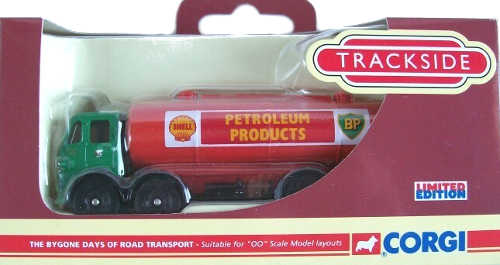 TRACKSIDE
SHELL
PETROLEUM
PRODUCTS
BP
LIMITED
EDITION
THE BYGONE DAYS OF ROAD TRANSPORT - Suitable for "OO" Scale Model layouts
CORGI